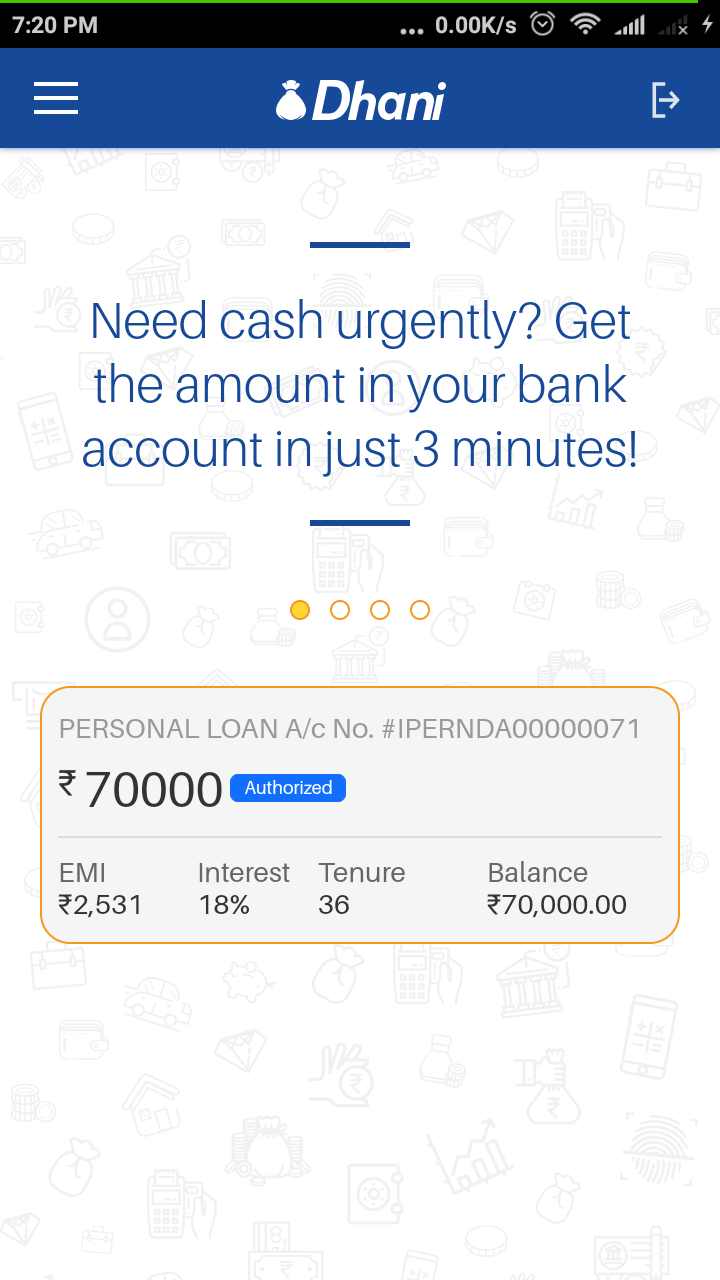 7:20 PM ... 0.00K/s
Dhani
Need cash urgently? Get
the amount in your bank
account in just 3 minutes!
PERSONAL LOAN A/c No. #IPERNDA00000071
₹ 70000 Authorized
EMI Interest Tenure Balance
₹2,531 18% 36 ₹70,000.00